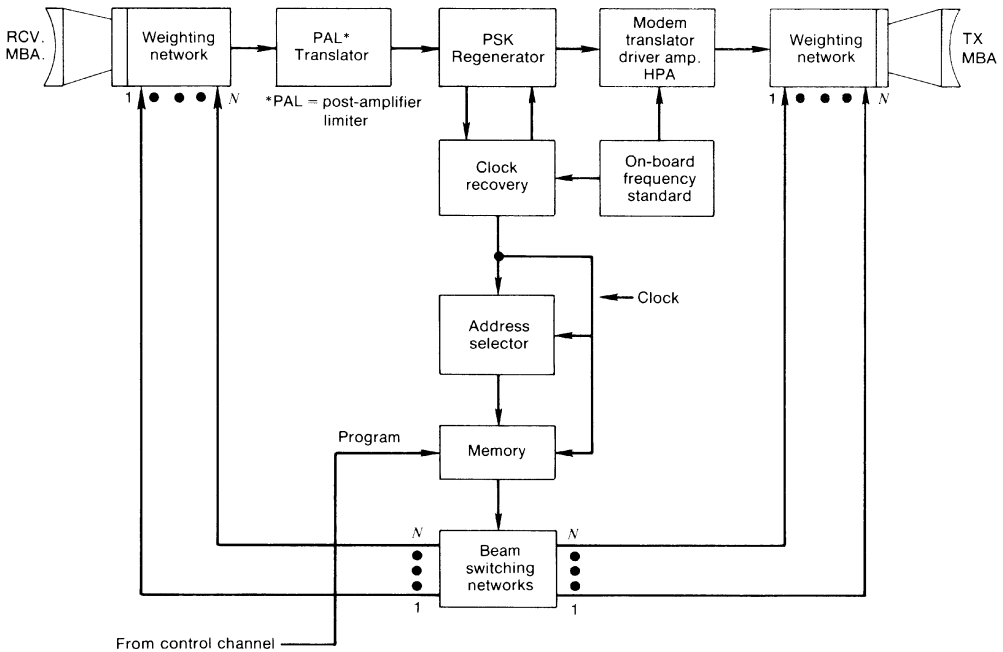 RCV.
MBA.
Weighting
network
PAL*
Translator
PSK
Regenerator
Modem
translator
driver amp.
HPA
Weighting
network
TX
MBA
1
N
*PAL = post-amplifier
limiter
1
N
Clock
recovery
On-board
frequency
standard
Clock
Address
selector
Program
Memory
N
1
Beam
switching
networks
N
1
From control channel